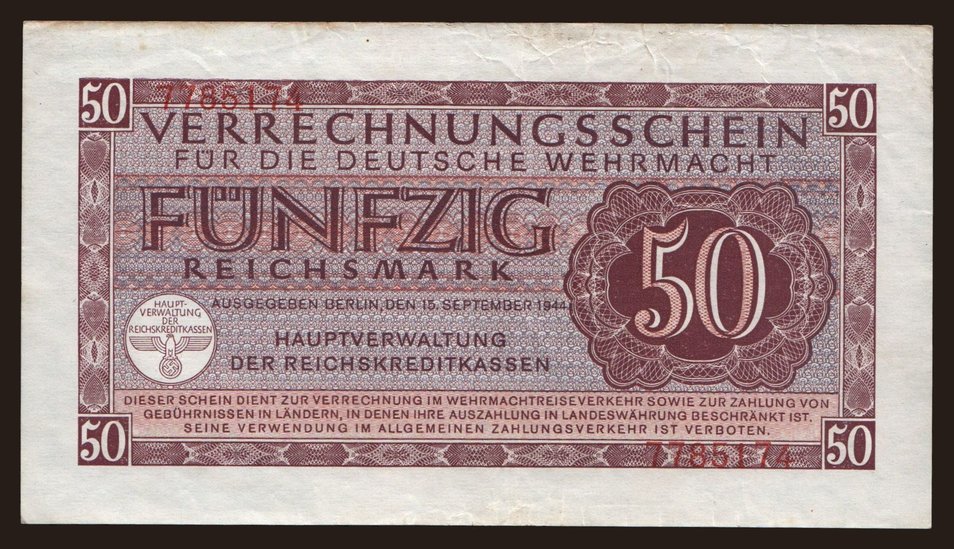 50 7785174 50
VERRECHNUNGSSCHEIN
FÜR DIE DEUTSCHE WEHRMACHT
FÜNFZIG
REICHSMARK
50
AUSGEGEBEN BERLIN, DEN 15. SEPTEMBER 1944
HAUPTVERWALTUNG
DER REICHSKREDITKASSEN
HAUPT-
VERWALTUNG
DER
REICHSKREDITKASSEN
DIESER SCHEIN DIENT ZUR VERRECHNUNG IM WEHRMACHTREISEVERKEHR SOWIE ZUR ZAHLUNG VON
GEBÜHRNISSEN IN LÄNDERN, IN DENEN IHRE AUSZAHLUNG IN LANDESWÄHRUNG BESCHRÄNKT IST.
SEINE VERWENDUNG IM ALLGEMEINEN ZAHLUNGSVERKEHR IST VERBOTEN.
50 7785174 50